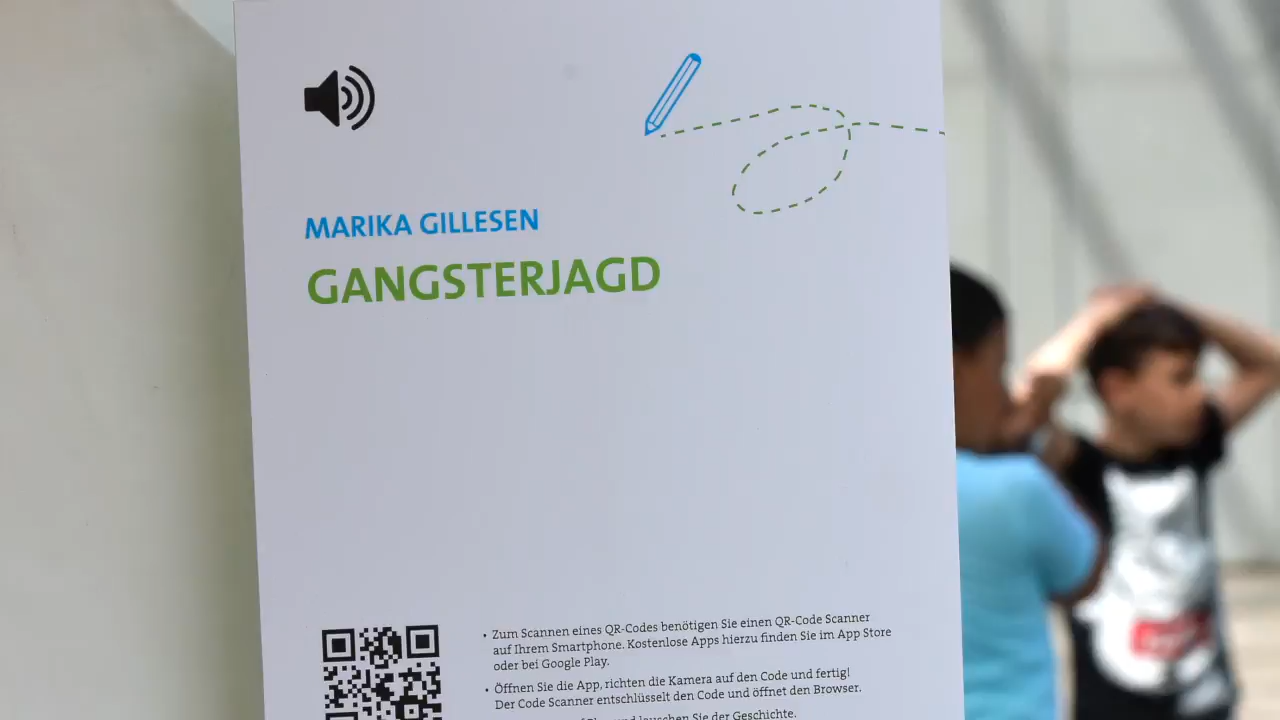 MARIKA GILLESEN
GANGSTERJAGD
• Zum Scannen eines QR-Codes benötigen Sie einen QR-Code Scanner
auf Ihrem Smartphone. Kostenlose Apps hierzu finden Sie im App Store
oder bei Google Play.
• Öffnen Sie die App, richten die Kamera auf den Code und fertig!
Der Code Scanner entschlüsselt den Code und öffnet den Browser.
und lauschen Sie der Geschichte.